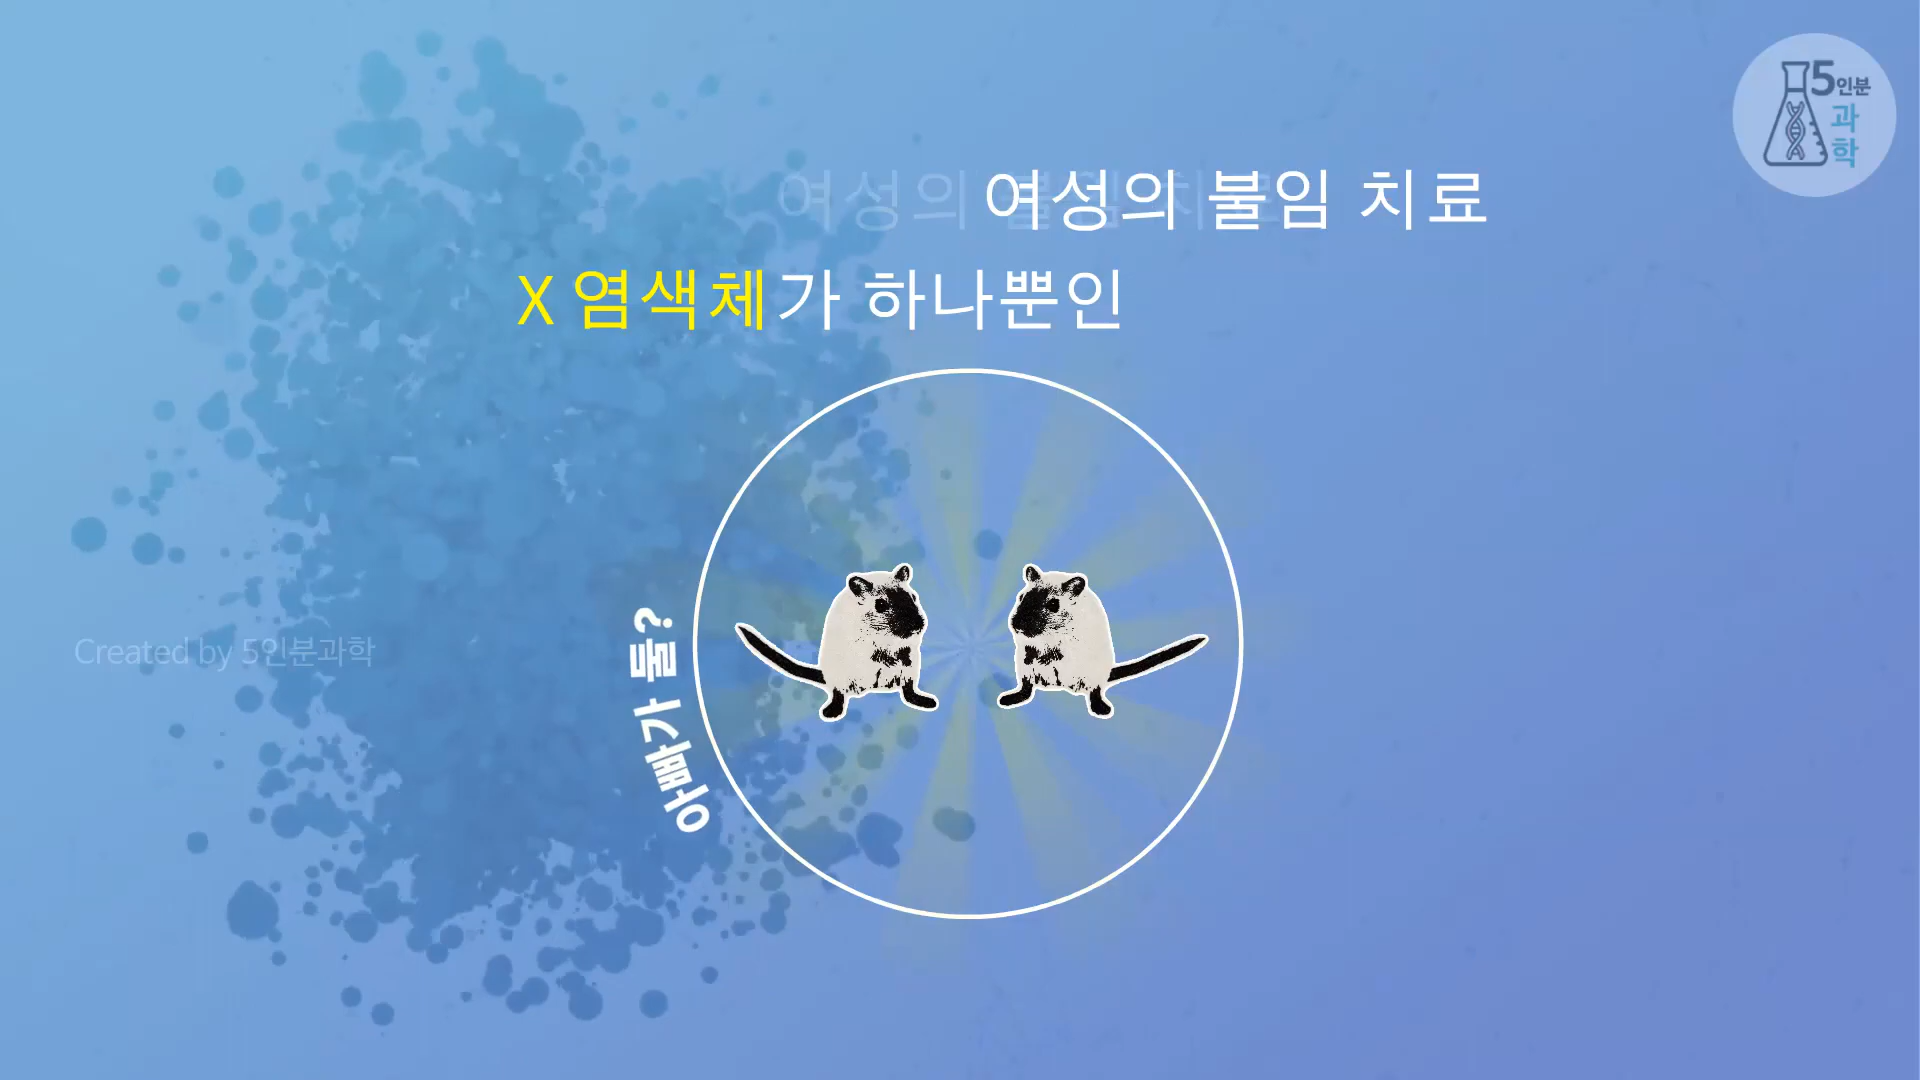 5인분
과
학
여성의 불임 치료
X 염색체가 하나뿐인
아빠가 둘?
Created by 5인분과학